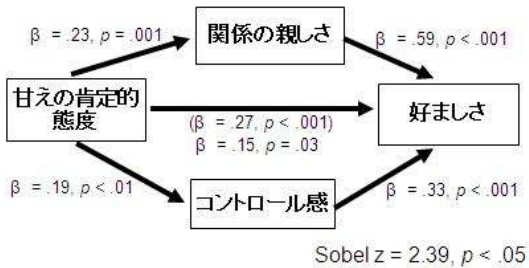 関係の親しさ
β = .23, p = .001
β = .59, p < .001
甘えの肯定的
態度
好ましさ
(β = .27, p < .001)
β = .15, p = .03
β = .19, p < .01
コントロール感
β = .33, p < .001
Sobel z = 2.39, p < .05